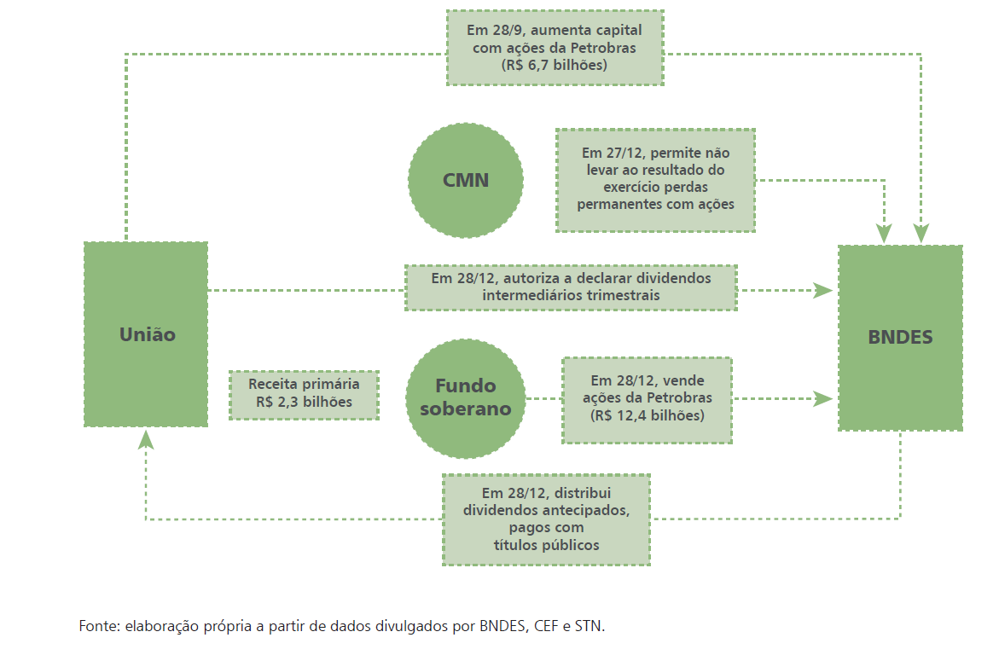 Em 28/9, aumenta capital
com ações da Petrobras
(R$ 6,7 bilhões)
CMN
Em 27/12, permite não
levar ao resultado do
exercício perdas
permanentes com ações
Em 28/12, autoriza a declarar dividendos
intermediários trimestrais
União
BNDES
Receita primária
R$ 2,3 bilhões
Fundo
soberano
Em 28/12, vende
ações da Petrobras
(R$ 12,4 bilhões)
Em 28/12, distribui
dividendos antecipados,
pagos com
títulos públicos
Fonte: elaboração própria a partir de dados divulgados por BNDES, CEF e STN.